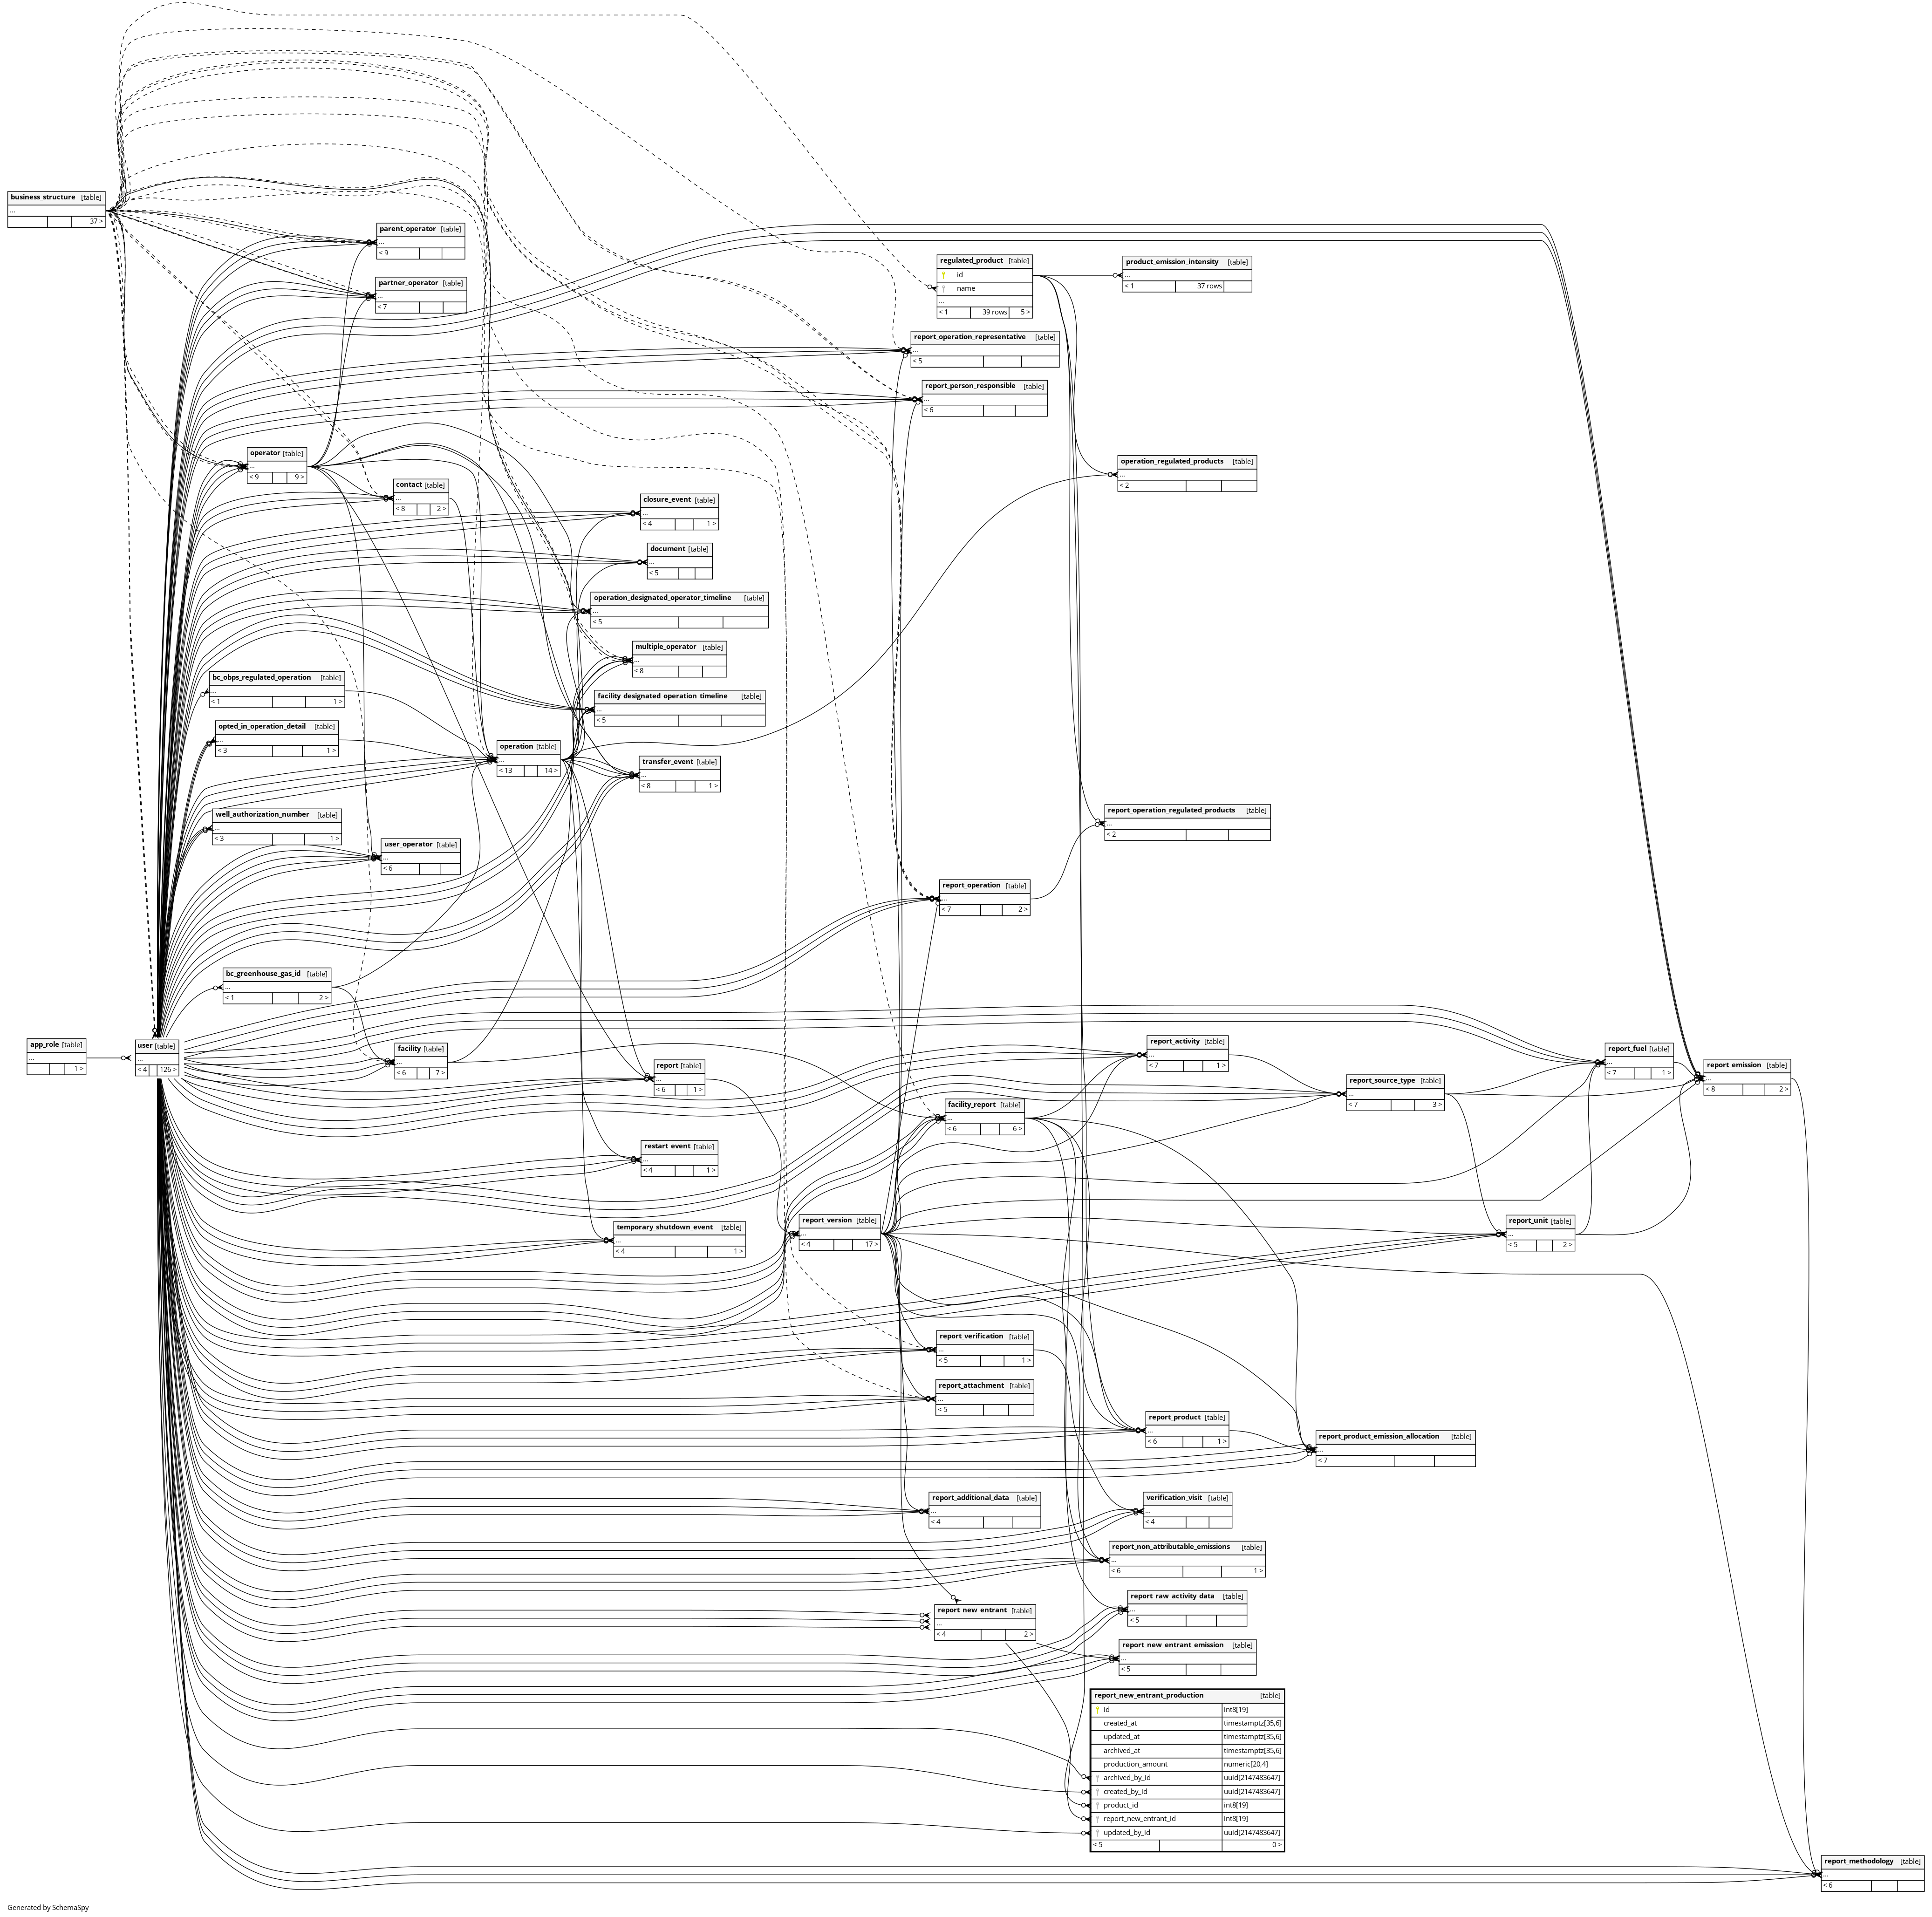 business_structure [table]
...
37 >
parent_operator [table]
...
< 9
partner_operator [table]
...
< 7
regulated_product [table]
id
name
...
< 1 39 rows 5 >
product_emission_intensity [table]
...
< 1 37 rows
report_operation_representative [table]
...
< 5
report_person_responsible [table]
...
< 6
operator [table]
...
< 9 9 >
contact [table]
...
< 8 2 >
operation_regulated_products [table]
...
< 2
closure_event [table]
...
< 4 1 >
document [table]
...
< 5
operation_designated_operator_timeline [table]
...
< 5
multiple_operator [table]
...
< 8
bc_obps_regulated_operation [table]
...
< 1 1 >
facility_designated_operation_timeline [table]
...
< 5
opted_in_operation_detail [table]
...
< 3 1 >
operation [table]
...
< 13 14 >
transfer_event [table]
...
< 8 1 >
well_authorization_number [table]
...
< 3 1 >
report_operation_regulated_products [table]
...
< 2
user_operator [table]
...
< 6
report_operation [table]
...
< 7 2 >
bc_greenhouse_gas_id [table]
...
< 1 2 >
app_role [table]
...
1 >
user [table]
...
< 4 126 >
facility [table]
...
< 6 7 >
report [table]
...
< 6 1 >
report_activity [table]
...
< 7 1 >
report_fuel [table]
...
< 7 1 >
report_emission [table]
...
< 8 2 >
report_source_type [table]
...
< 7 3 >
facility_report [table]
...
< 6 6 >
restart_event [table]
...
< 4 1 >
temporary_shutdown_event [table]
...
< 4 1 >
report_version [table]
...
< 4 17 >
report_unit [table]
...
< 5 2 >
report_verification [table]
...
< 5 1 >
report_attachment [table]
...
< 5
report_product [table]
...
< 6 1 >
report_product_emission_allocation [table]
...
< 7
report_additional_data [table]
...
< 4
verification_visit [table]
...
< 4
report_non_attributable_emissions [table]
...
< 6 1 >
report_raw_activity_data [table]
...
< 5
report_new_entrant [table]
...
< 4 2 >
report_new_entrant_emission [table]
...
< 5
report_new_entrant_production [table]
id int8[19]
created_at timestamptz[35,6]
updated_at timestamptz[35,6]
archived_at timestamptz[35,6]
production_amount numeric[20,4]
archived_by_id uuid[2147483647]
created_by_id uuid[2147483647]
product_id int8[19]
report_new_entrant_id int8[19]
updated_by_id uuid[2147483647]
< 5 0 >
report_methodology [table]
...
< 6
Generated by SchemaSpy